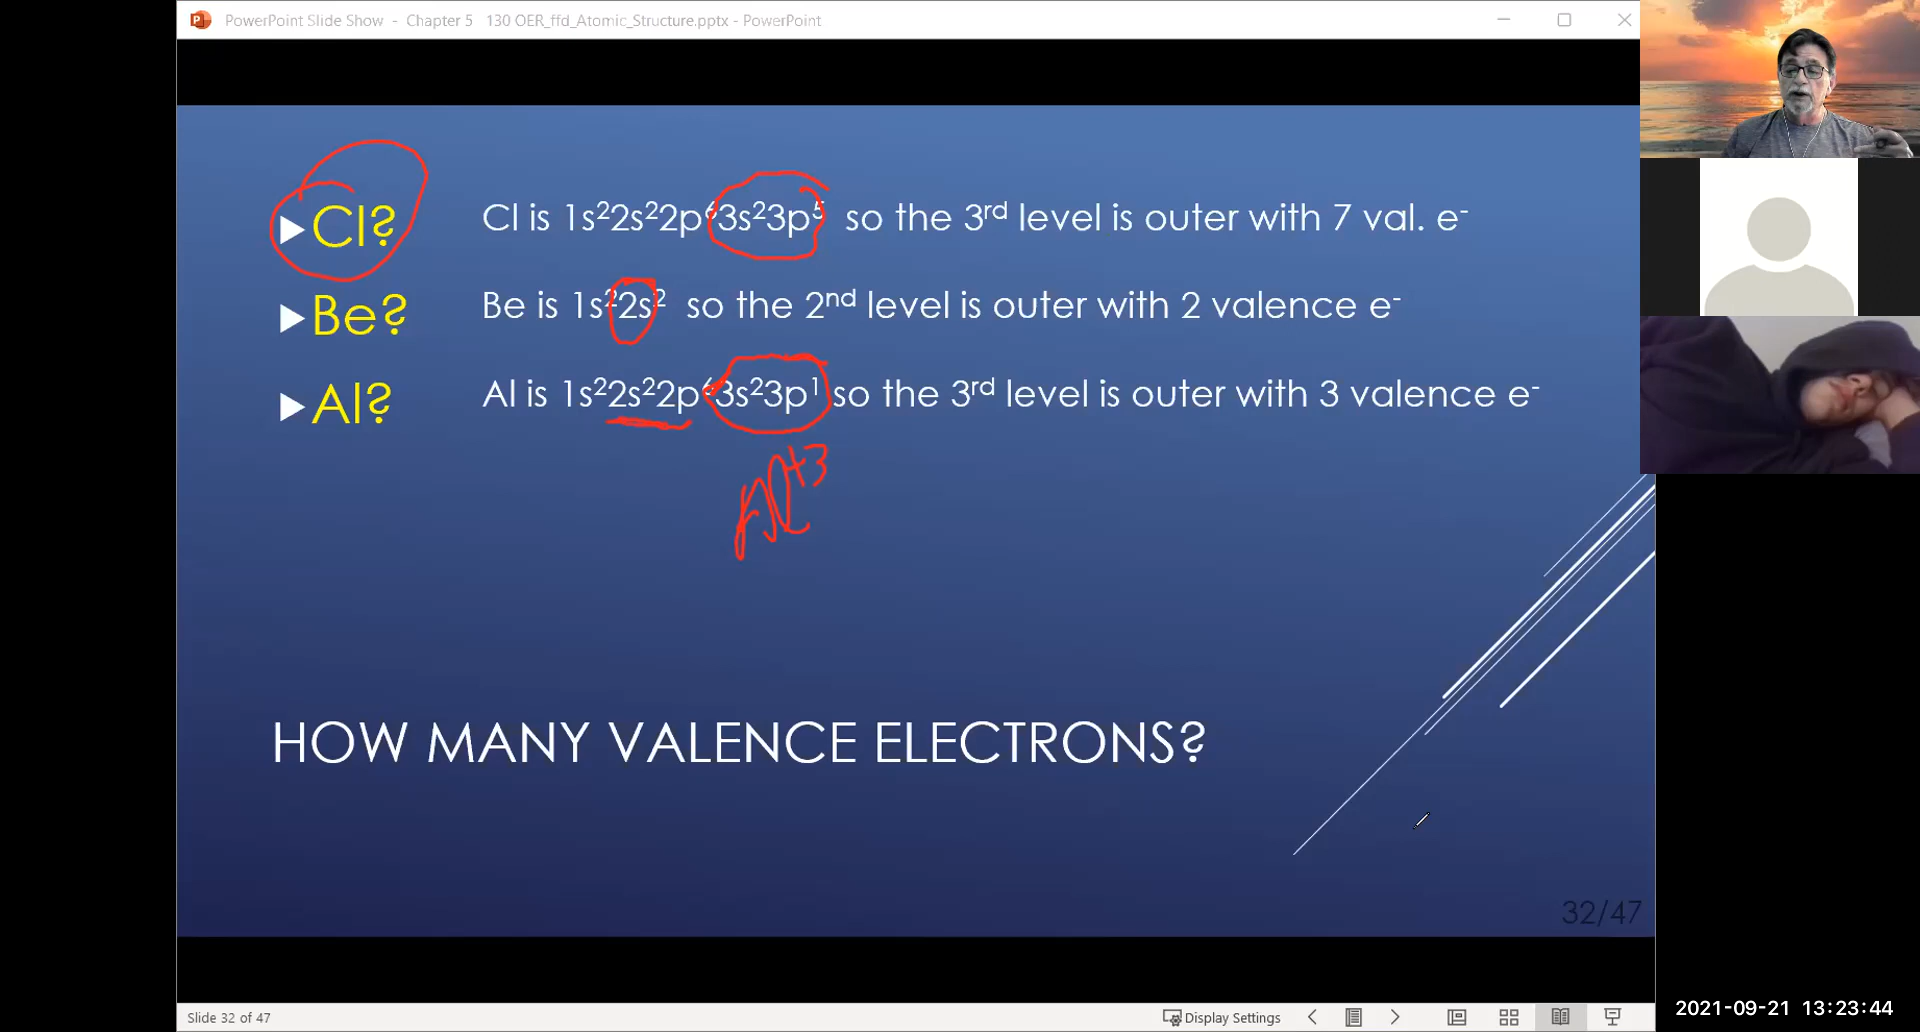 PowerPoint Slide Show - Chapter 5 130 OER_ffd_Atomic_Structure.pptx - PowerPoint
Cl? Cl is 1s²2s²2p⁶3s²3p⁵ so the 3ʳᵈ level is outer with 7 val. e⁻
Be? Be is 1s²2s² so the 2ⁿᵈ level is outer with 2 valence e⁻
Al? Al is 1s²2s²2p⁶3s²3p¹ so the 3ʳᵈ level is outer with 3 valence e⁻
Al⁺³
HOW MANY VALENCE ELECTRONS?
32/47
Slide 32 of 47 Display Settings
2021-09-21 13:23:44